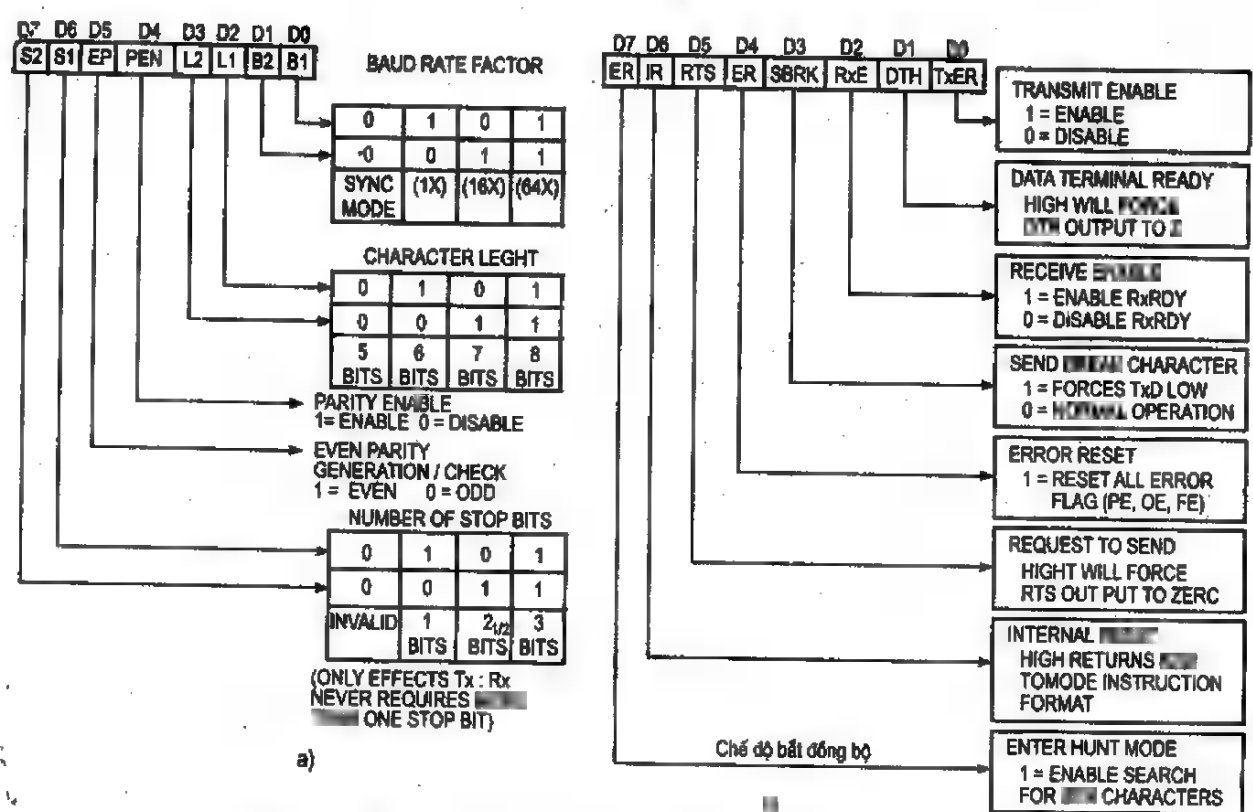 D7 D6 D5 D4 D3 D2 D1 D0
S2 S1 EP PEN L2 L1 B2 B1
BAUD RATE FACTOR
0 1 0 1
-0 0 1 1
SYNC MODE (1X) (16X) (64X)
CHARACTER LEGHT
0 1 0 1
0 0 1 1
5 BITS 6 BITS 7 BITS 8 BITS
PARITY ENABLE
1= ENABLE 0 = DISABLE
EVEN PARITY
GENERATION / CHECK
1 = EVEN 0 = ODD
NUMBER OF STOP BITS
0 1 0 1
0 0 1 1
INVALID 1 BITS 2 1/2 BITS 3 BITS
(ONLY EFFECTS Tx : Rx
NEVER REQUIRES
ONE STOP BIT)
a)
D7 D6 D5 D4 D3 D2 D1 D0
ER IR RTS ER SBRK RxE DTH TxER
TRANSMIT ENABLE
1 = ENABLE
0 = DISABLE
DATA TERMINAL READY
HIGH WILL
OUTPUT TO
RECEIVE
1 = ENABLE RxRDY
0 = DISABLE RxRDY
SEND CHARACTER
1 = FORCES TxD LOW
0 = OPERATION
ERROR RESET
1 = RESET ALL ERROR
FLAG (PE, OE, FE)
REQUEST TO SEND
HIGHT WILL FORCE
RTS OUT PUT TO ZERC
INTERNAL
HIGH RETURNS
TOMODE INSTRUCTION
FORMAT
Chế độ bất đồng bộ
ENTER HUNT MODE
1 = ENABLE SEARCH
FOR CHARACTERS